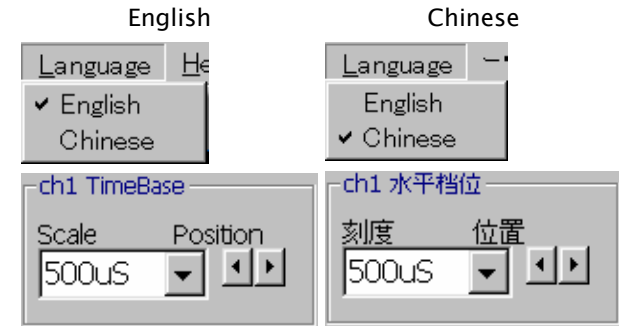 English Chinese
Language He
English
Chinese
Language
English
Chinese
ch1 TimeBase
Scale Position
500uS
ch1 水平档位
刻度 位置
500uS